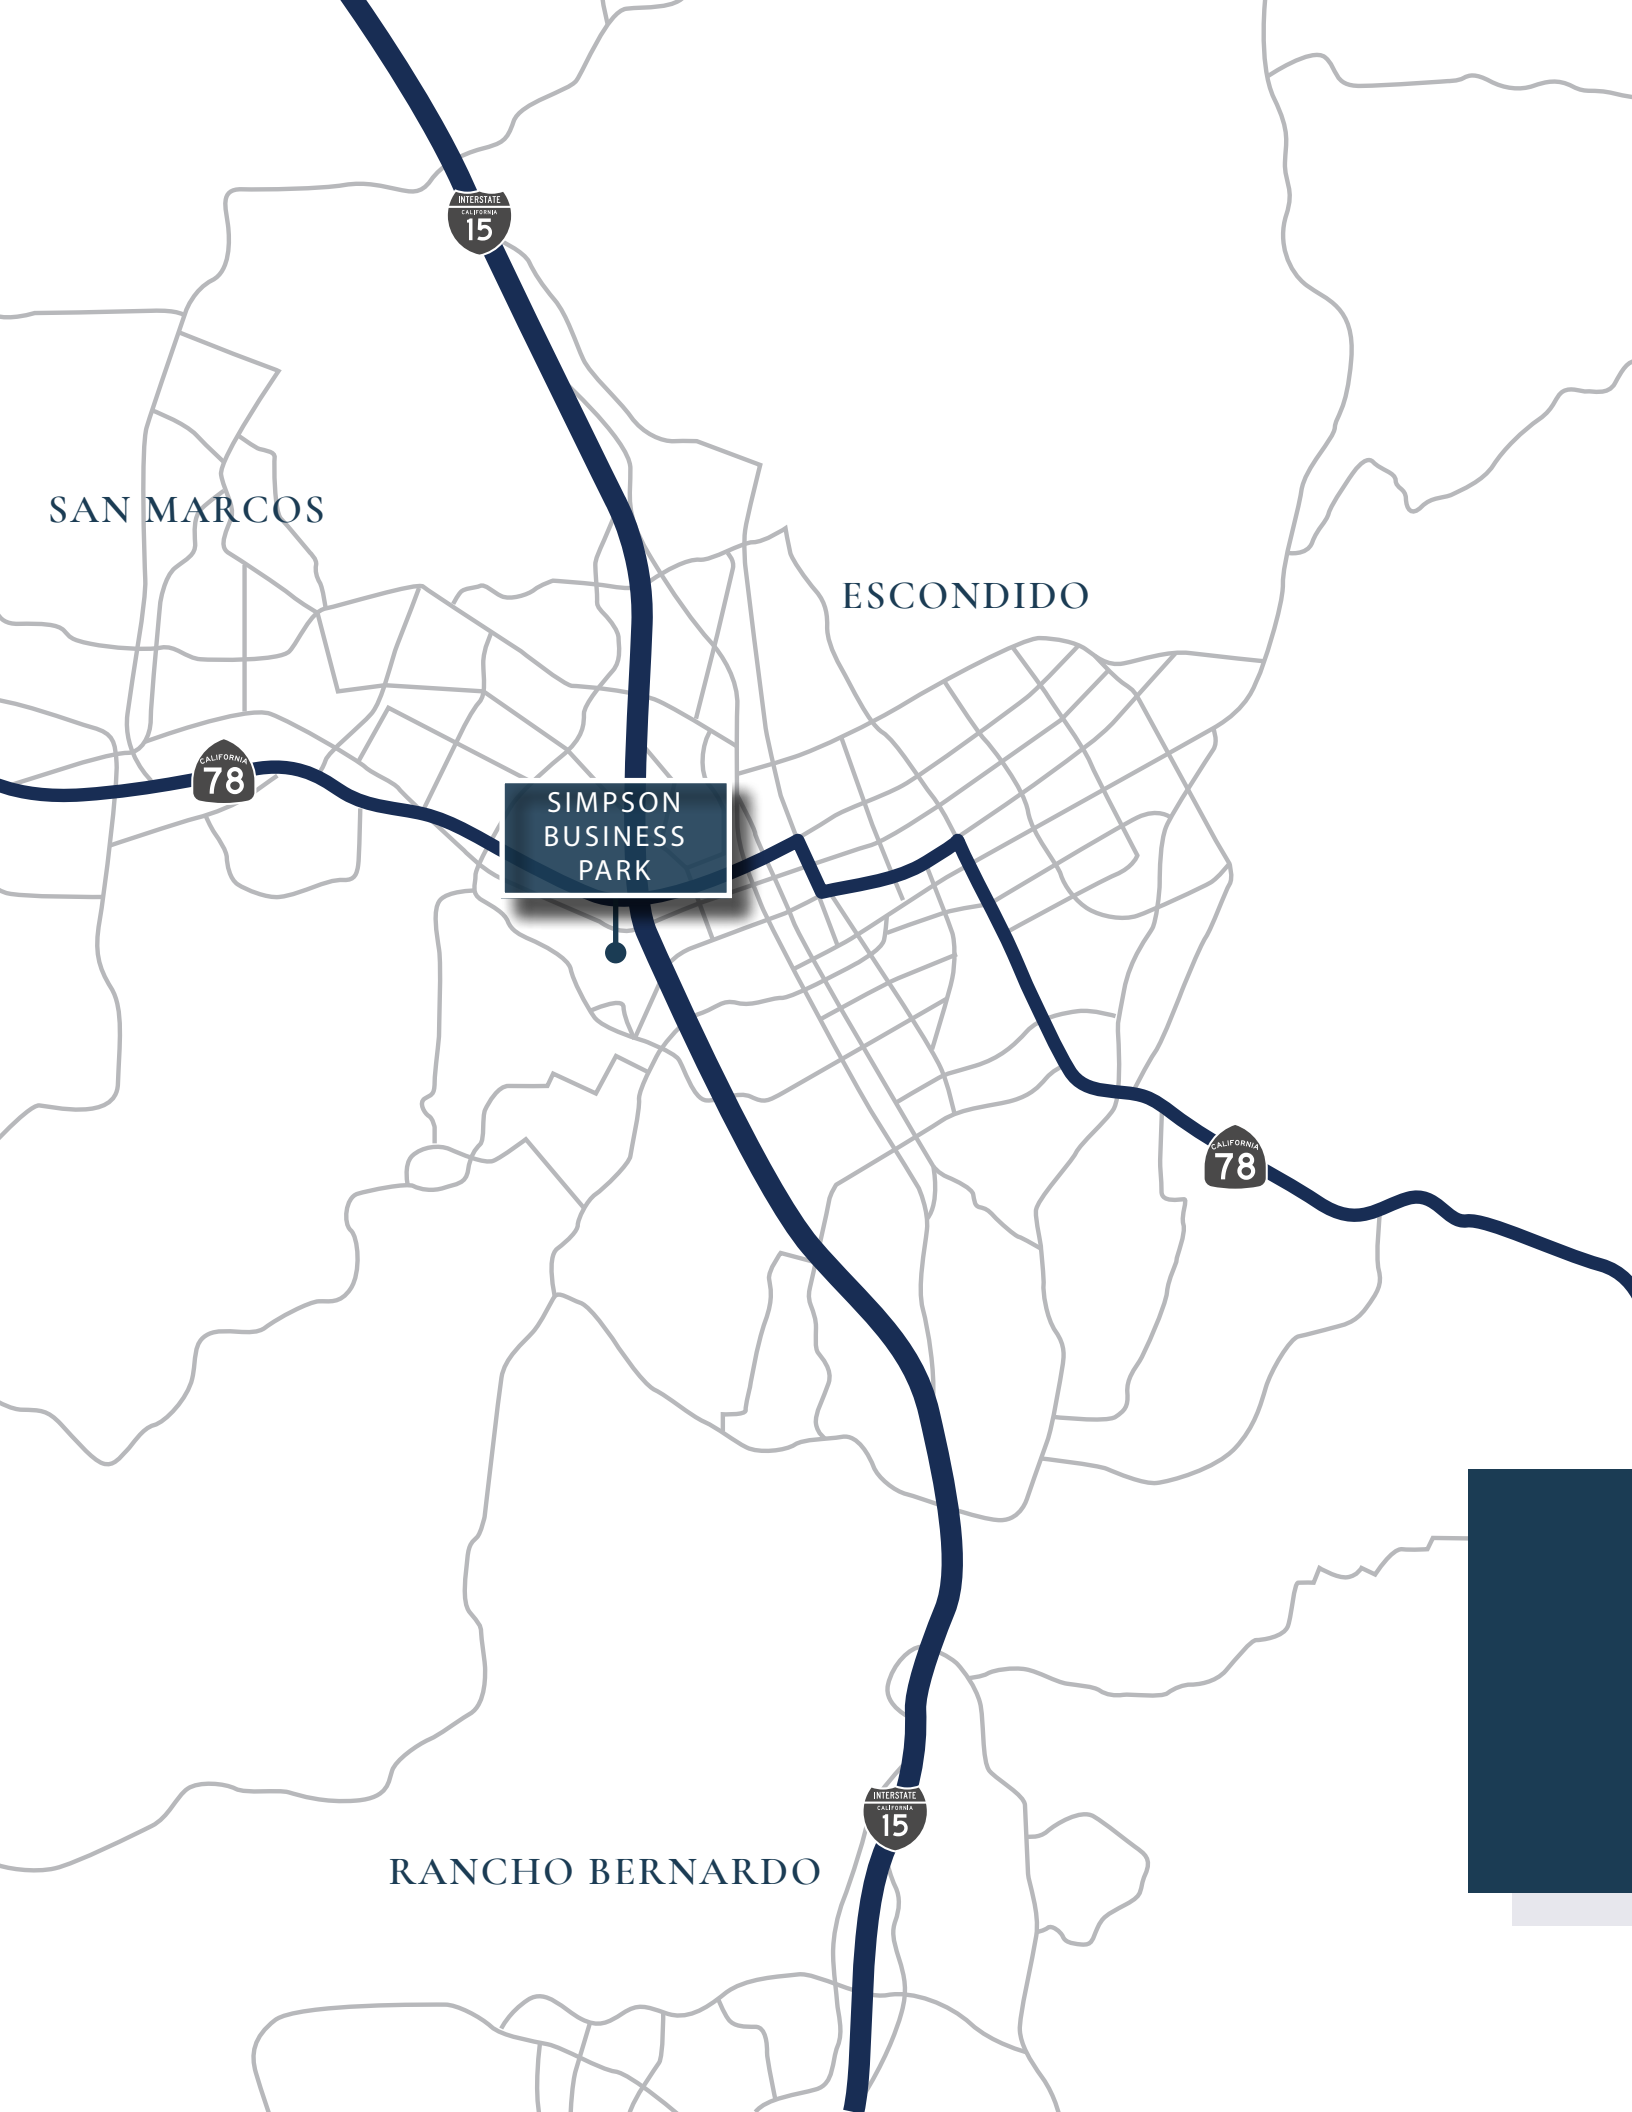 INTERSTATE
CALIFORNIA
15
SAN MARCOS
ESCONDIDO
CALIFORNIA
78
SIMPSON
BUSINESS
PARK
CALIFORNIA
78
INTERSTATE
CALIFORNIA
15
RANCHO BERNARDO